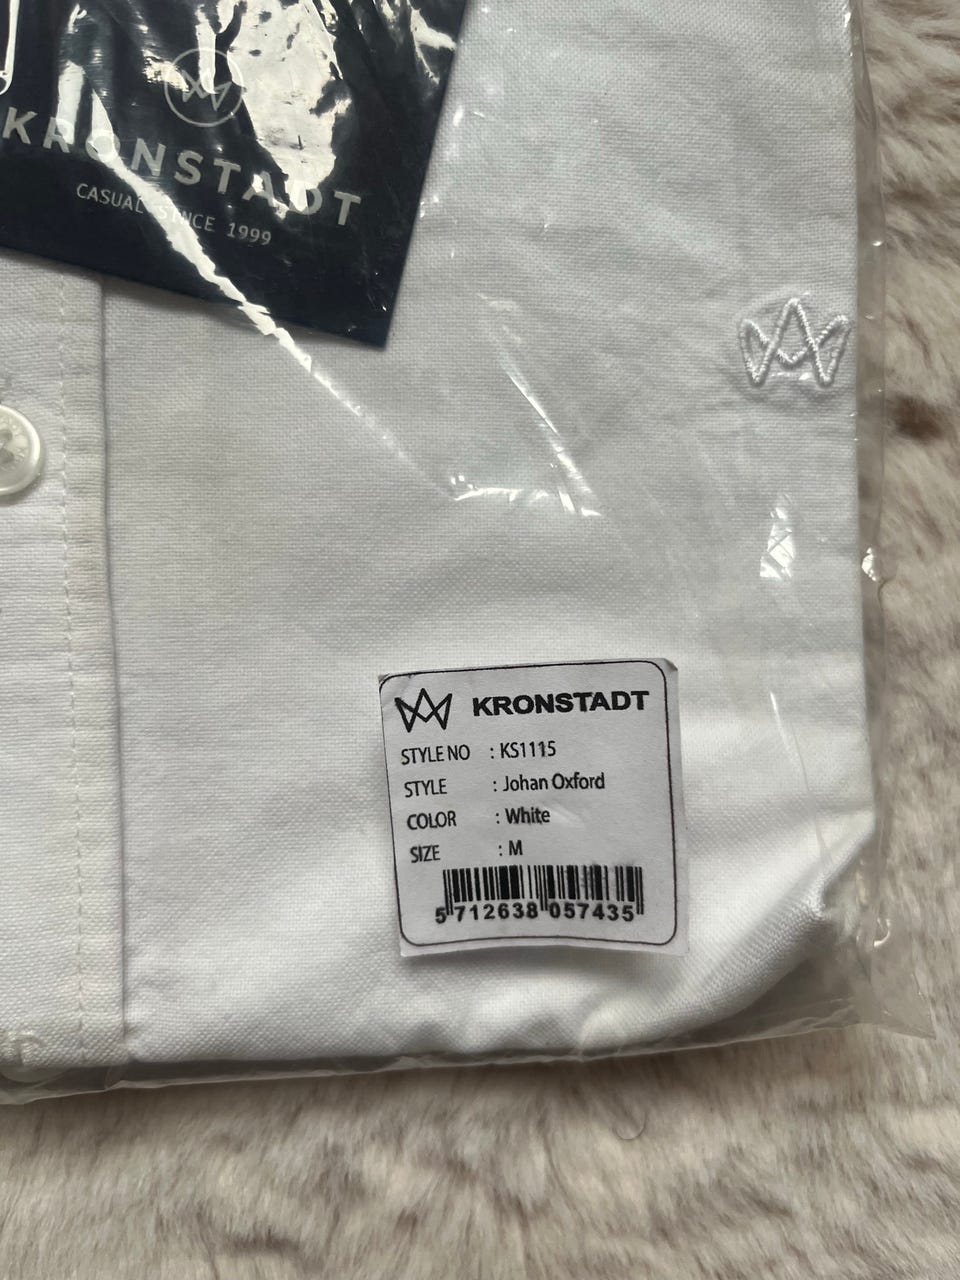 KRONSTADT
CASUAL SINCE 1999
KRONSTADT
STYLE NO : KS1115
STYLE : Johan Oxford
COLOR : White
SIZE : M
5 712638 057435